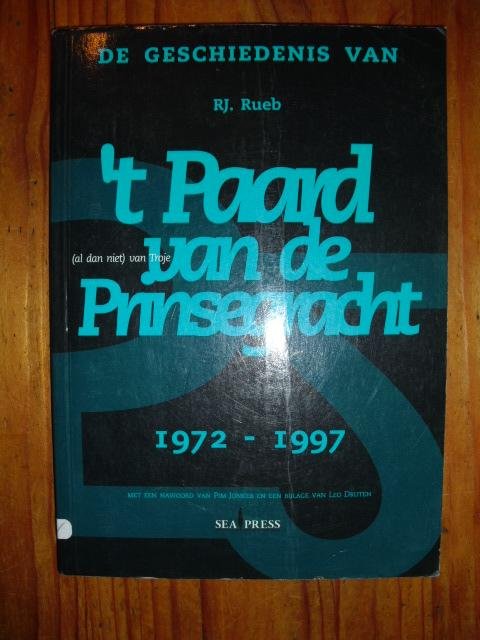 DE GESCHIEDENIS VAN
RJ. Rueb
't Paard
(al dan niet) van Troje
van de
Prinsegracht
1972 - 1997
MET EEN NAWOORD VAN PIM JONKER EN EEN BIJLAGE VAN LEO DRUTEN
SEA PRESS